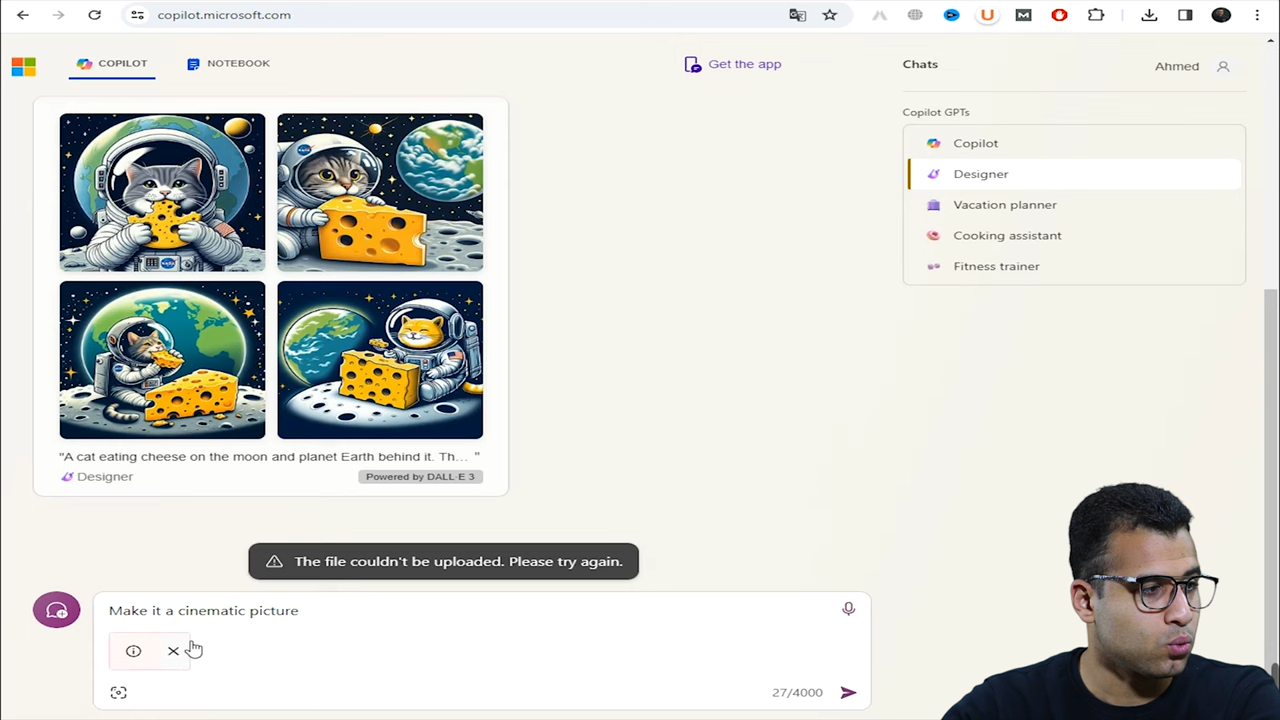 copilot.microsoft.com
COPILOT
NOTEBOOK
Get the app
Chats
Ahmed
Copilot GPTs
Copilot
Designer
Vacation planner
Cooking assistant
Fitness trainer
"A cat eating cheese on the moon and planet Earth behind it. Th... "
Designer
Powered by DALL·E 3
The file couldn't be uploaded. Please try again.
Make it a cinematic picture
27/4000